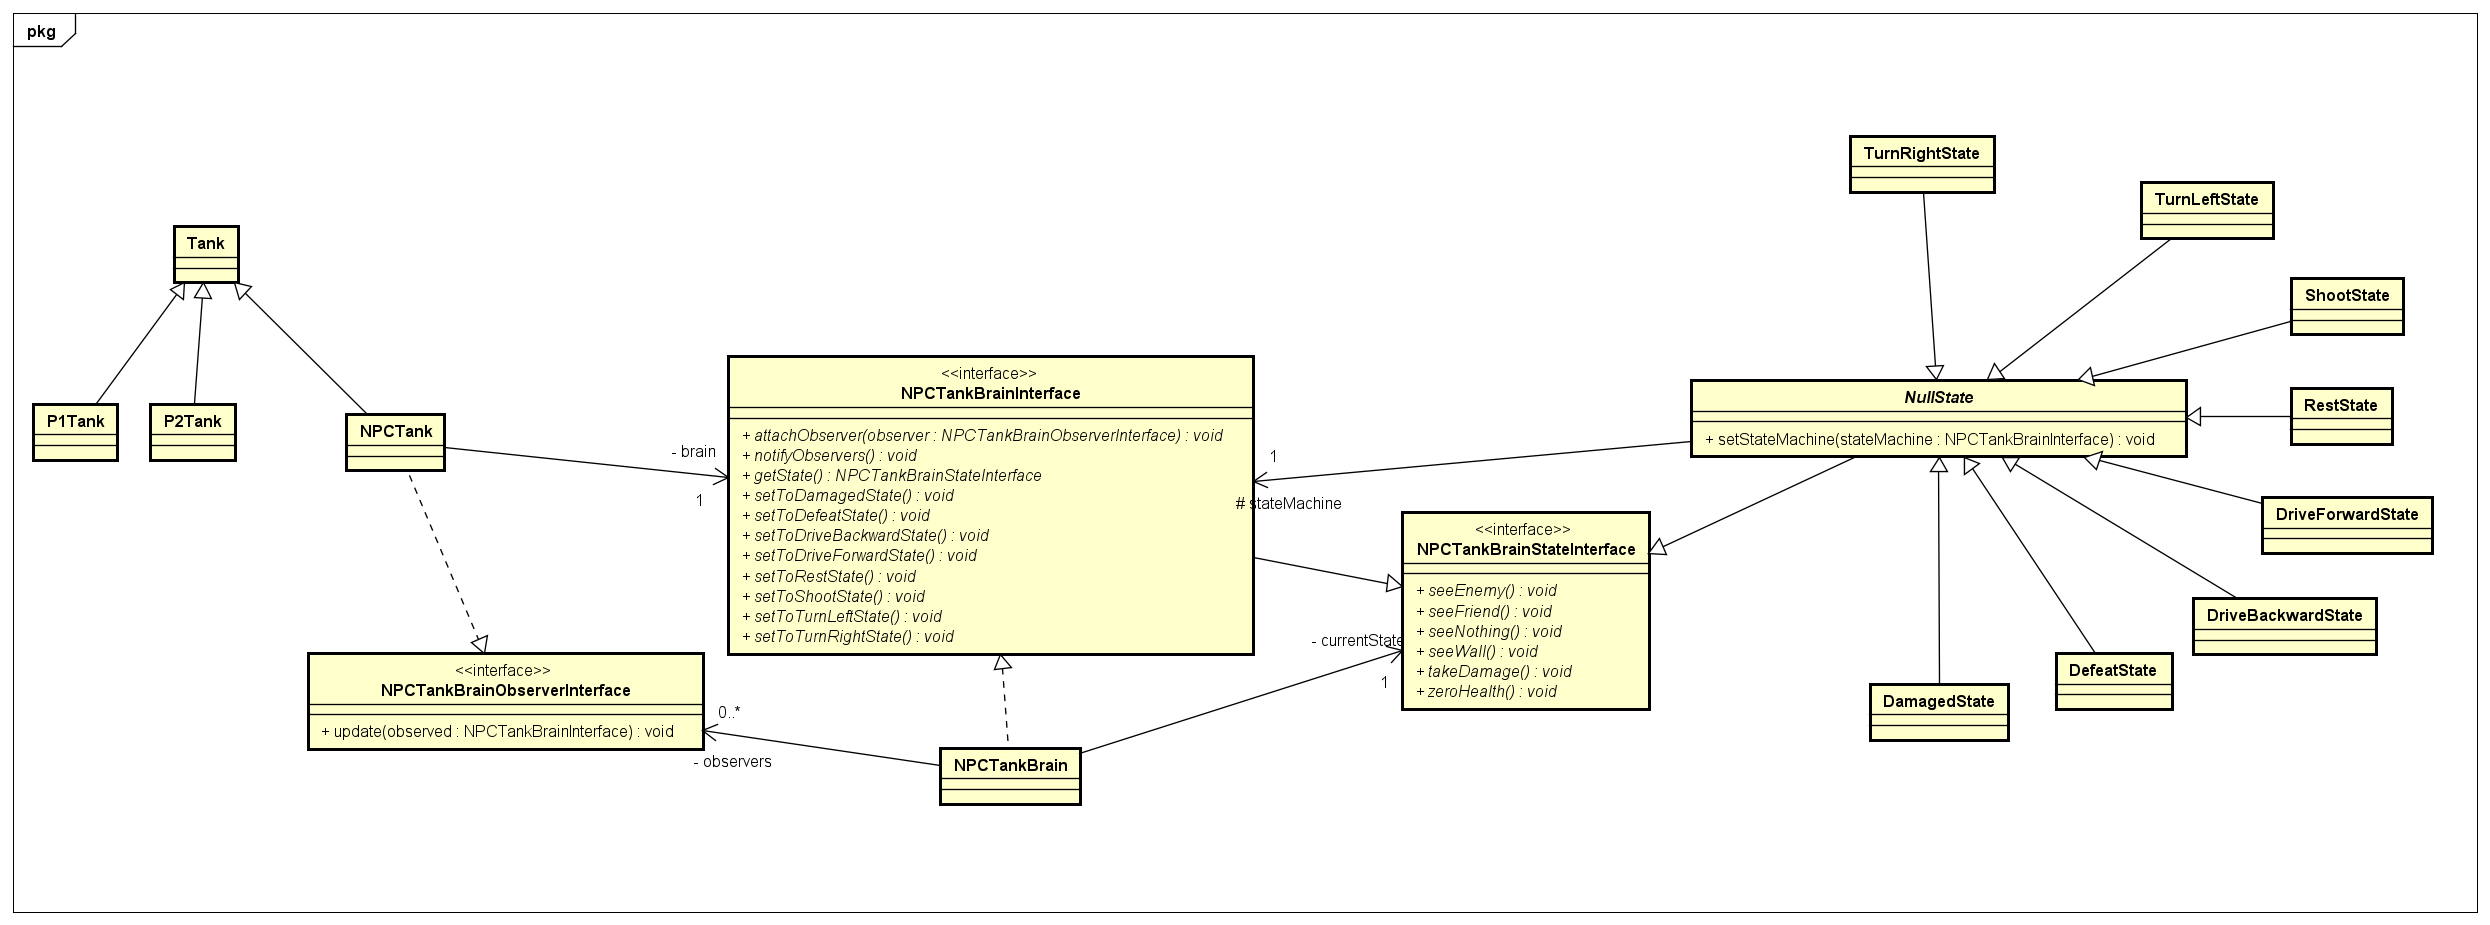 pkg
Tank
P1Tank
P2Tank
NPCTank
- brain
1
<<interface>>
NPCTankBrainInterface
+ attachObserver(observer : NPCTankBrainObserverInterface) : void
+ notifyObservers() : void
+ getState() : NPCTankBrainStateInterface
+ setToDamagedState() : void
+ setToDefeatState() : void
+ setToDriveBackwardState() : void
+ setToDriveForwardState() : void
+ setToRestState() : void
+ setToShootState() : void
+ setToTurnLeftState() : void
+ setToTurnRightState() : void
<<interface>>
NPCTankBrainObserverInterface
+ update(observed : NPCTankBrainInterface) : void
0..*
- observers
NPCTankBrain
- currentState
1
1
# stateMachine
<<interface>>
NPCTankBrainStateInterface
+ seeEnemy() : void
+ seeFriend() : void
+ seeNothing() : void
+ seeWall() : void
+ takeDamage() : void
+ zeroHealth() : void
NullState
+ setStateMachine(stateMachine : NPCTankBrainInterface) : void
TurnRightState
TurnLeftState
ShootState
RestState
DriveForwardState
DriveBackwardState
DefeatState
DamagedState